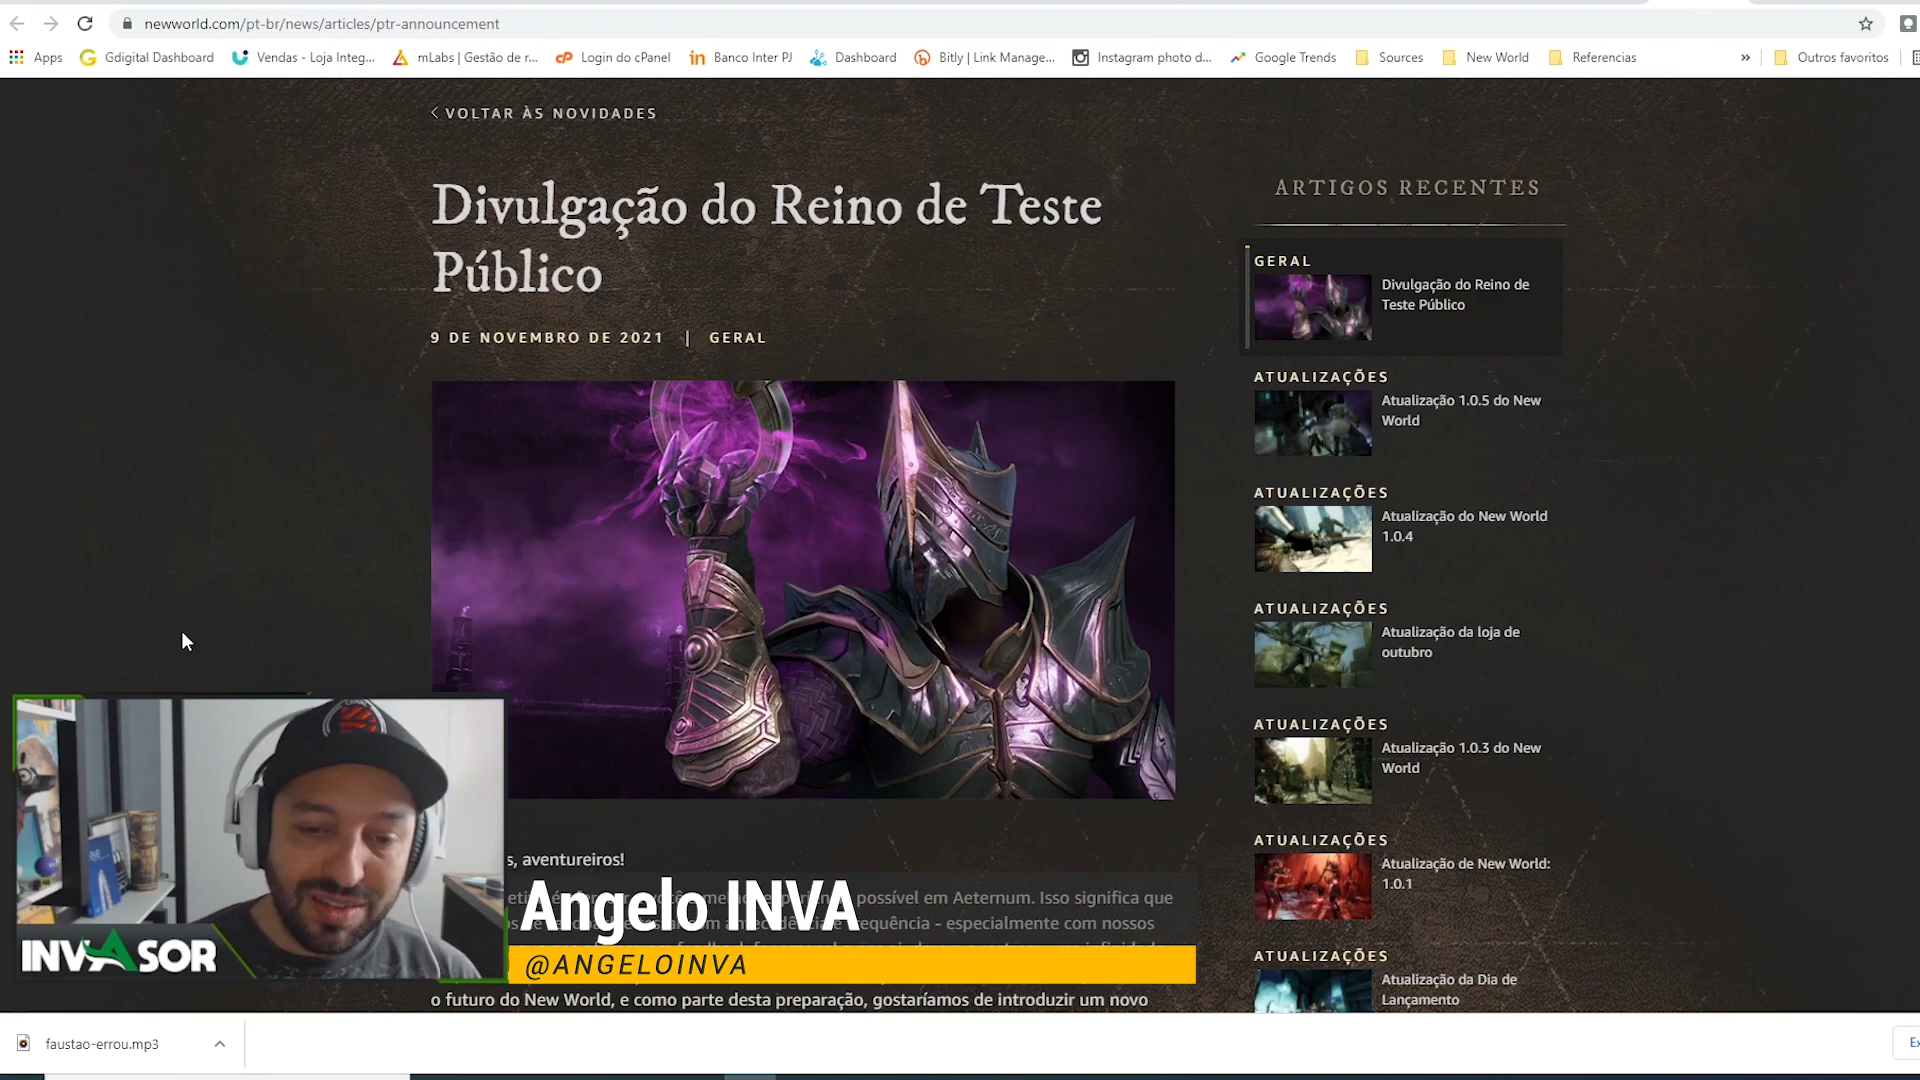 newworld.com/pt-br/news/articles/ptr-announcement
Apps
Gdigital Dashboard
Vendas - Loja Integ...
mLabs | Gestão de r...
Login do cPanel
Banco Inter PJ
Dashboard
Bitly | Link Manage...
Instagram photo d...
Google Trends
Sources
New World
Referencias
»
Outros favoritos
VOLTAR ÀS NOVIDADES
Divulgação do Reino de Teste
Público
9 DE NOVEMBRO DE 2021 | GERAL
ARTIGOS RECENTES
GERAL
Divulgação do Reino de
Teste Público
ATUALIZAÇÕES
Atualização 1.0.5 do New
World
ATUALIZAÇÕES
Atualização do New World
1.0.4
ATUALIZAÇÕES
Atualização da loja de
outubro
ATUALIZAÇÕES
Atualização 1.0.3 do New
World
ATUALIZAÇÕES
Atualização de New World:
1.0.1
ATUALIZAÇÕES
Atualização da Dia de
Lançamento
s, aventureiros!
possível em Aeternum. Isso significa que
com antecedência e frequência - especialmente com nossos
o futuro do New World, e como parte desta preparação, gostaríamos de introduzir um novo
Angelo INVA
@ANGELOINVA
INVASOR
faustao-errou.mp3
Ex